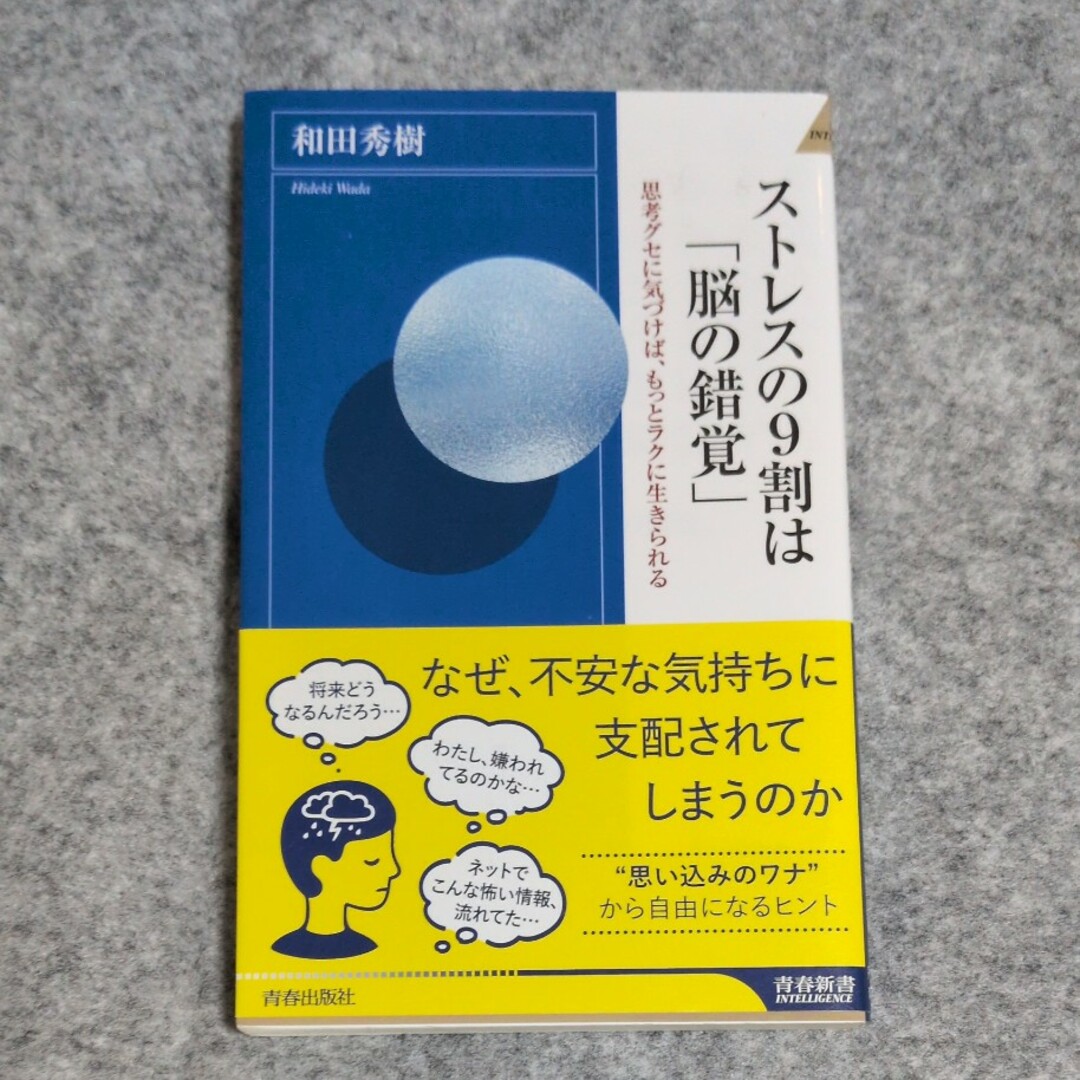 和田秀樹
Hideki Wada
INT
ストレスの9割は
「脳の錯覚」
思考グセに気づけば、もっとラクに生きられる
なぜ、不安な気持ちに
支配されて
しまうのか
将来どう
なるんだろう…
わたし、嫌われ
てるのかな…
ネットで
こんな怖い情報、
流れてた…
“思い込みのワナ”
から自由になるヒント
青春出版社
青春新書
INTELLIGENCE